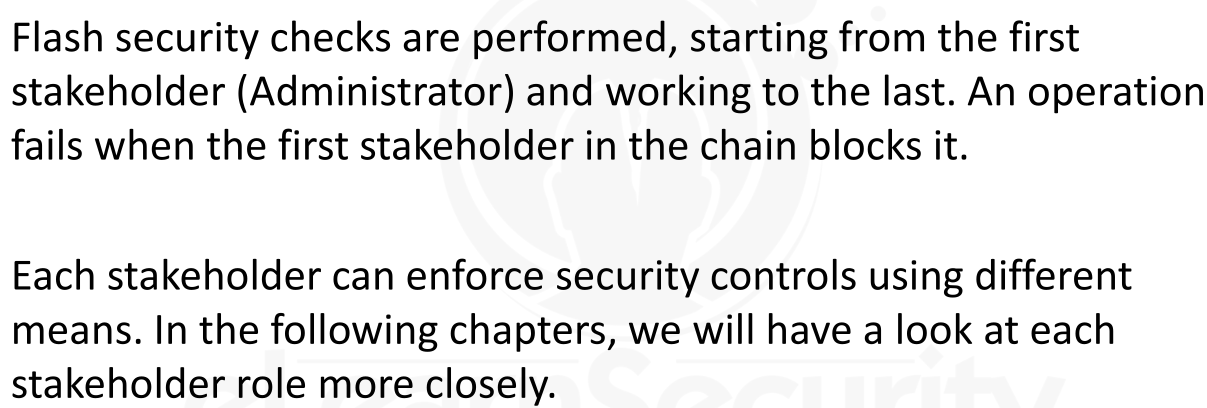 Flash security checks are performed, starting from the first
stakeholder (Administrator) and working to the last. An operation
fails when the first stakeholder in the chain blocks it.
Each stakeholder can enforce security controls using different
means. In the following chapters, we will have a look at each
stakeholder role more closely.